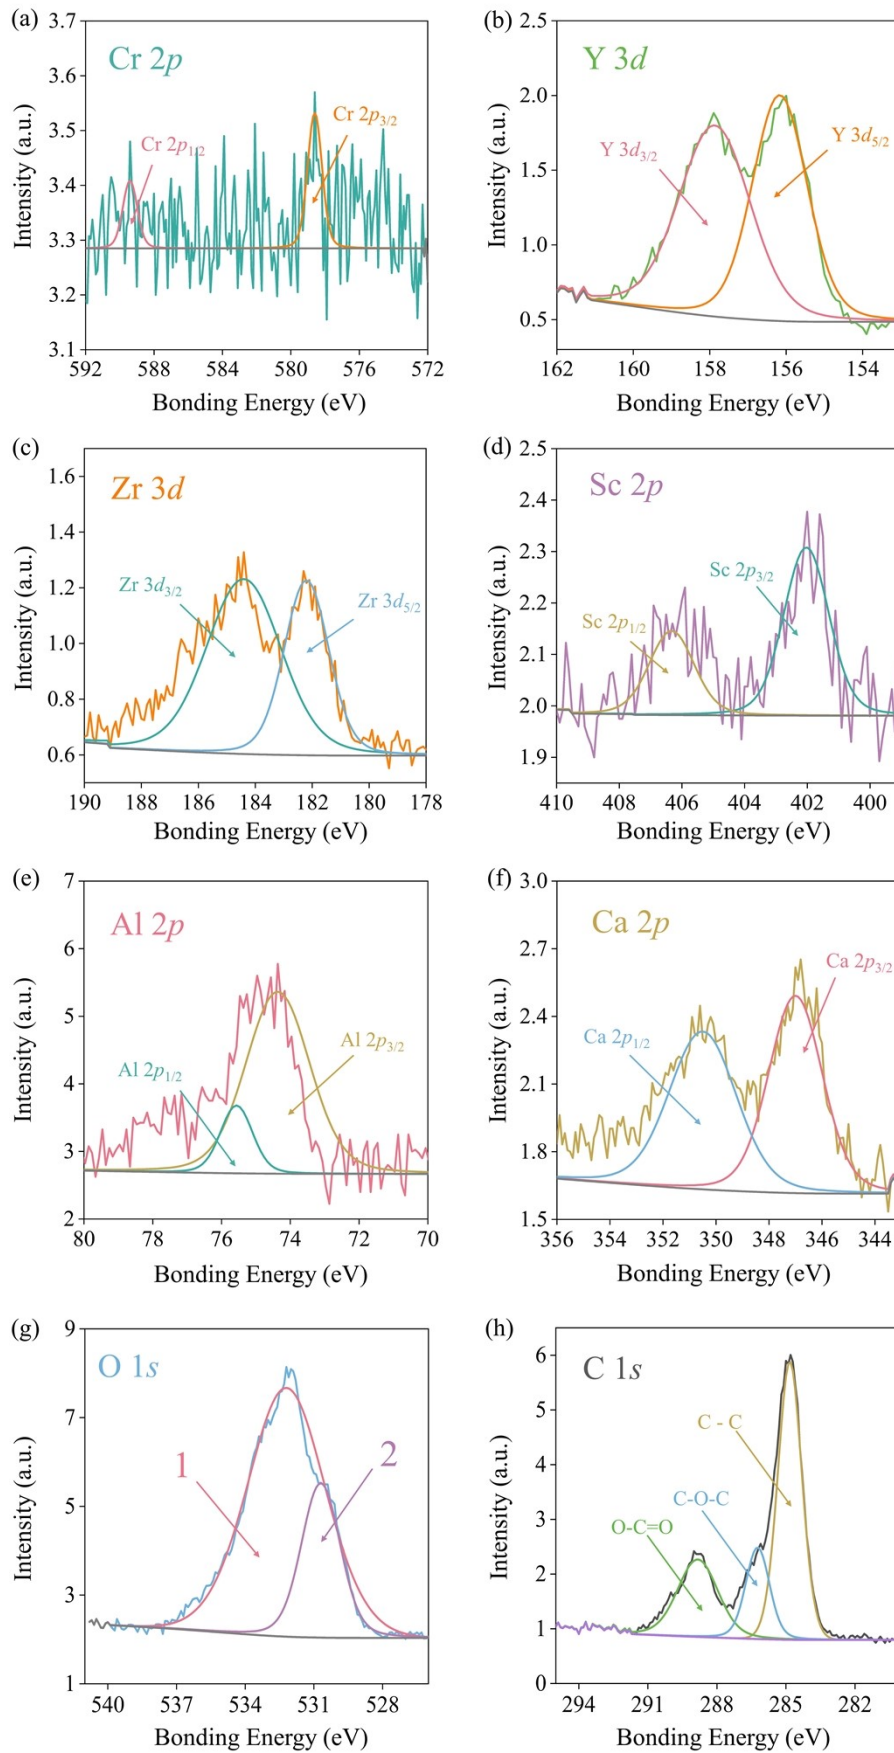 (a)
3.7
3.6
3.5
3.4
3.3
3.2
3.1
Intensity (a.u.)
Cr 2p
Cr 2p1/2
Cr 2p3/2
592 588 584 580 576 572
Bonding Energy (eV)
(b)
2.5
2.0
1.5
1.0
0.5
Intensity (a.u.)
Y 3d
Y 3d3/2
Y 3d5/2
162 160 158 156 154
Bonding Energy (eV)
(c)
1.6
1.4
1.2
1.0
0.8
0.6
Intensity (a.u.)
Zr 3d
Zr 3d3/2
Zr 3d5/2
190 188 186 184 182 180 178
Bonding Energy (eV)
(d)
2.5
2.4
2.3
2.2
2.1
2.0
1.9
Intensity (a.u.)
Sc 2p
Sc 2p3/2
Sc 2p1/2
410 408 406 404 402 400
Bonding Energy (eV)
(e)
7
6
5
4
3
2
Intensity (a.u.)
Al 2p
Al 2p3/2
Al 2p1/2
80 78 76 74 72 70
Bonding Energy (eV)
(f)
3.0
2.7
2.4
2.1
1.8
1.5
Intensity (a.u.)
Ca 2p
Ca 2p3/2
Ca 2p1/2
356 354 352 350 348 346 344
Bonding Energy (eV)
(g)
9
7
5
3
1
Intensity (a.u.)
O 1s
1
2
540 537 534 531 528
Bonding Energy (eV)
(h)
6
5
4
3
2
1
0
Intensity (a.u.)
C 1s
C - C
C-O-C
O-C=O
294 291 288 285 282
Bonding Energy (eV)